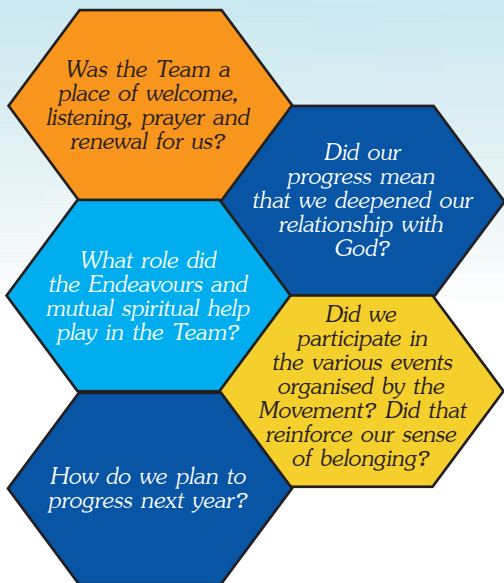 Was the Team a
place of welcome,
listening, prayer and
renewal for us?
Did our
progress mean
that we deepened our
relationship with
God?
What role did
the Endeavours and
mutual spiritual help
play in the Team?
Did we
participate in
the various events
organised by the
Movement? Did that
reinforce our sense
of belonging?
How do we plan to
progress next year?